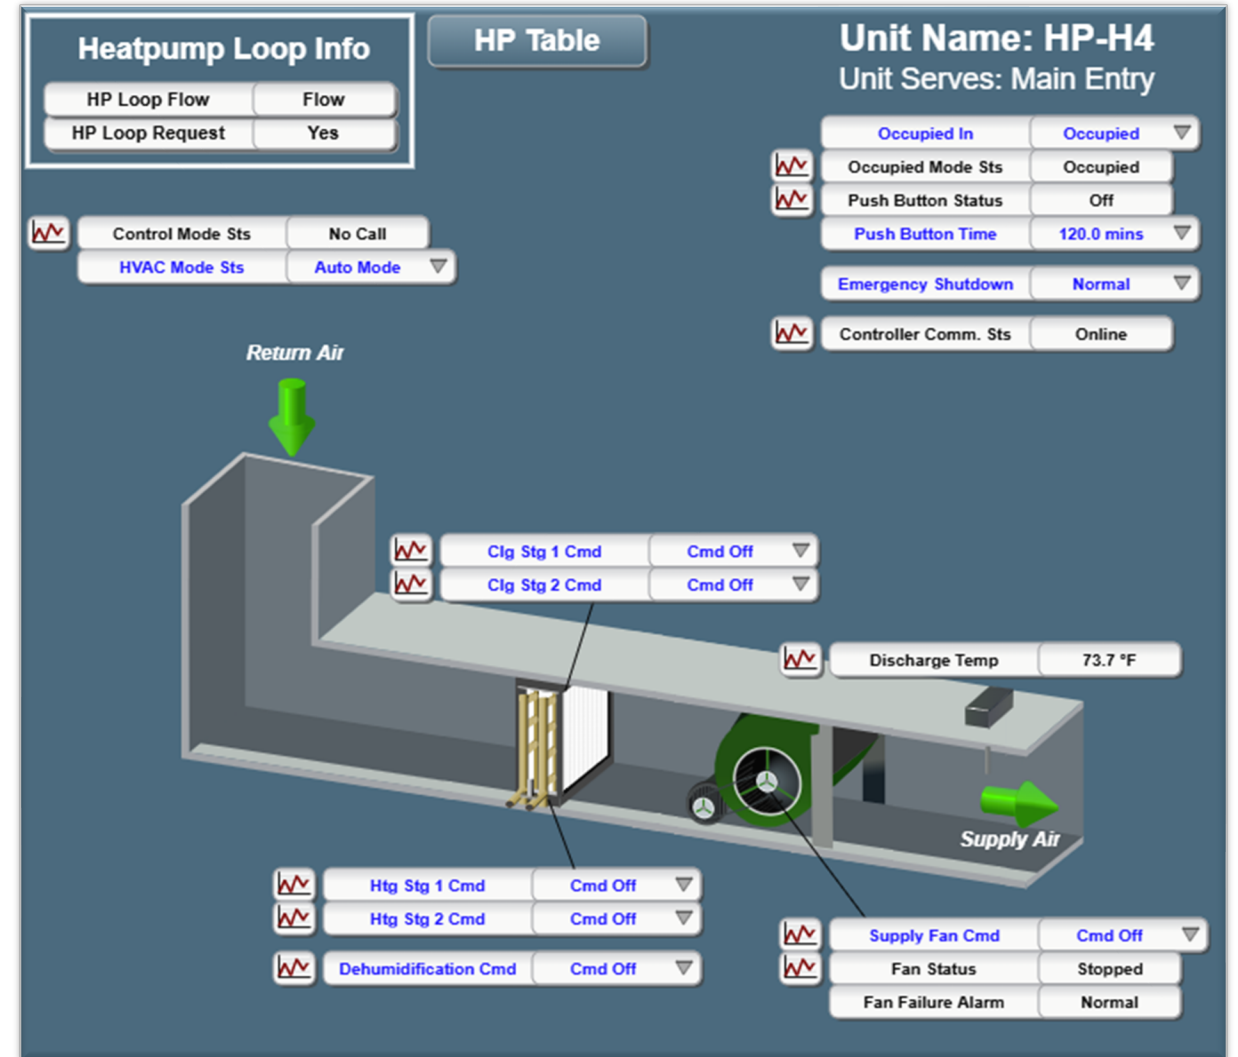 Heatpump Loop Info
HP Loop Flow Flow
HP Loop Request Yes
HP Table
Unit Name: HP-H4
Unit Serves: Main Entry
Occupied In Occupied
Occupied Mode Sts Occupied
Push Button Status Off
Push Button Time 120.0 mins
Emergency Shutdown Normal
Controller Comm. Sts Online
Control Mode Sts No Call
HVAC Mode Sts Auto Mode
Return Air
Clg Stg 1 Cmd Cmd Off
Clg Stg 2 Cmd Cmd Off
Discharge Temp 73.7 °F
Supply Air
Htg Stg 1 Cmd Cmd Off
Htg Stg 2 Cmd Cmd Off
Dehumidification Cmd Cmd Off
Supply Fan Cmd Cmd Off
Fan Status Stopped
Fan Failure Alarm Normal